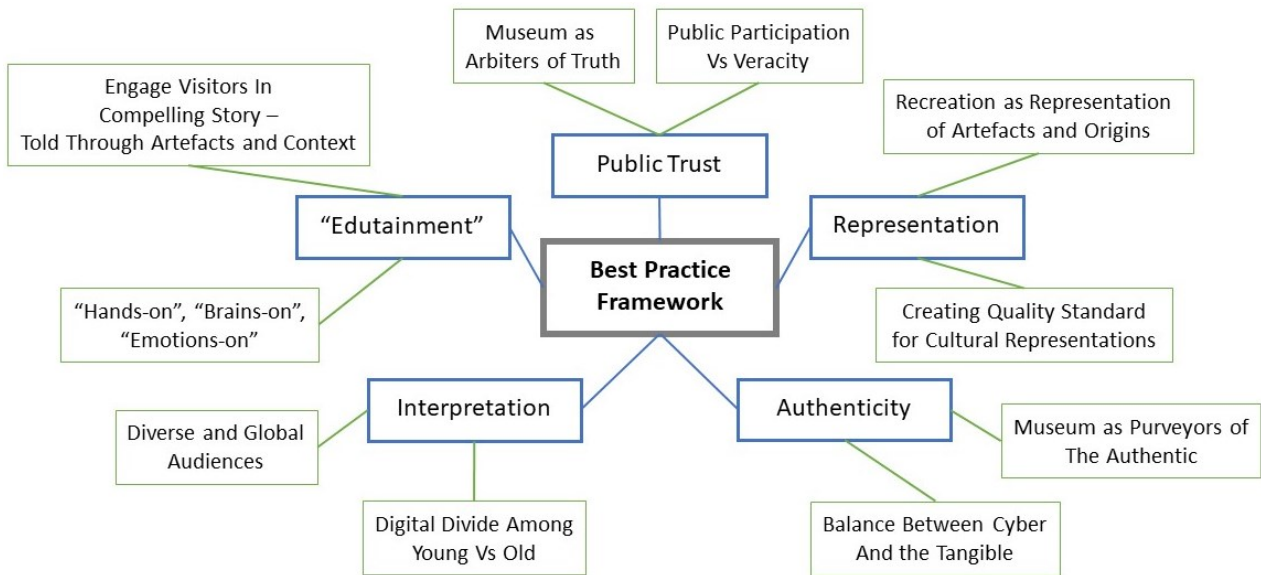 Museum as
Arbiters of Truth
Public Participation
Vs Veracity
Engage Visitors In
Compelling Story –
Told Through Artefacts and Context
Recreation as Representation
of Artefacts and Origins
Public Trust
“Edutainment”
Representation
Best Practice
Framework
“Hands-on”, “Brains-on”,
“Emotions-on”
Creating Quality Standard
for Cultural Representations
Interpretation
Authenticity
Diverse and Global
Audiences
Museum as Purveyors of
The Authentic
Digital Divide Among
Young Vs Old
Balance Between Cyber
And the Tangible